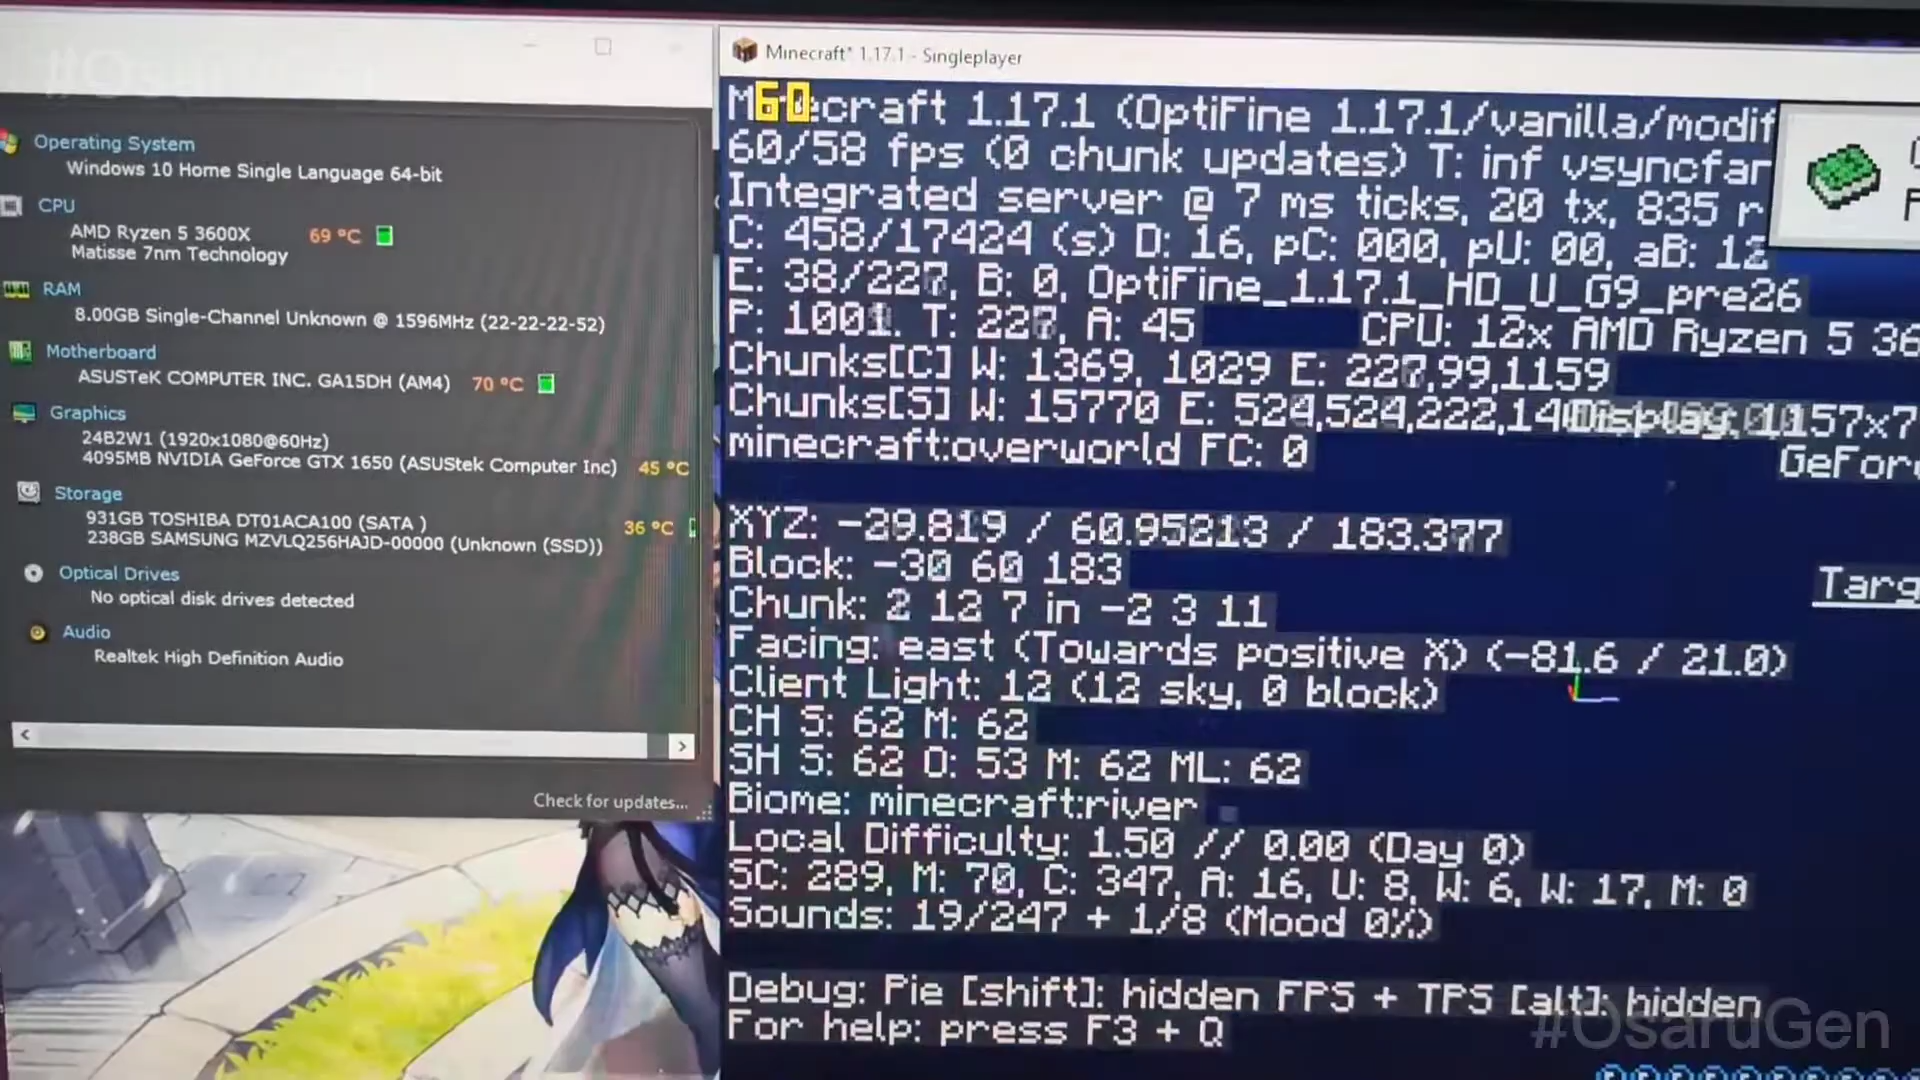 #Osaru
Operating System
Windows 10 Home Single Language 64-bit
CPU
AMD Ryzen 5 3600X 69 °C
Matisse 7nm Technology
RAM
8.00GB Single-Channel Unknown @ 1596MHz (22-22-22-52)
Motherboard
ASUSTeK COMPUTER INC. GA15DH (AM4) 70 °C
Graphics
24B2W1 (1920x1080@60Hz)
4095MB NVIDIA GeForce GTX 1650 (ASUStek Computer Inc) 45 °C
Storage
931GB TOSHIBA DT01ACA100 (SATA )
36 °C
238GB SAMSUNG MZVLQ256HAJD-00000 (Unknown (SSD))
Optical Drives
No optical disk drives detected
Audio
Realtek High Definition Audio
Check for updates...
Minecraft* 1.17.1 - Singleplayer
60
Minecraft 1.17.1 (OptiFine 1.17.1/vanilla/modif
60/58 fps (0 chunk updates) T: inf vsyncfan
Integrated server @ 7 ms ticks, 20 tx, 835 r
C: 458/17424 (s) D: 16, pC: 000, pU: 00, aB: 12
E: 38/227, B: 0, OptiFine_1.17.1_HD_U_G9_pre26
P: 1001. T: 227, A: 45
CPU: 12x AMD Ryzen 5 36
Chunks[C] W: 1369, 1029 E: 227,99,1159
Chunks[S] W: 15770 E: 524,524,222,14
Display: 1157x7
minecraft:overworld FC: 0
GeForc
XYZ: -29.819 / 60.95213 / 183.377
Block: -30 60 183
Chunk: 2 12 7 in -2 3 11
Targ
Facing: east (Towards positive X) (-81.6 / 21.0)
Client Light: 12 (12 sky, 0 block)
CH S: 62 M: 62
SH S: 62 O: 53 M: 62 ML: 62
Biome: minecraft:river
Local Difficulty: 1.50 // 0.00 (Day 0)
SC: 289, M: 70, C: 347, A: 16, U: 8, W: 6, W: 17, M: 0
Sounds: 19/247 + 1/8 (Mood 0%)
Debug: Pie [shift]: hidden FPS + TPS [alt]: hidden
For help: press F3 + Q
#OsaruGen